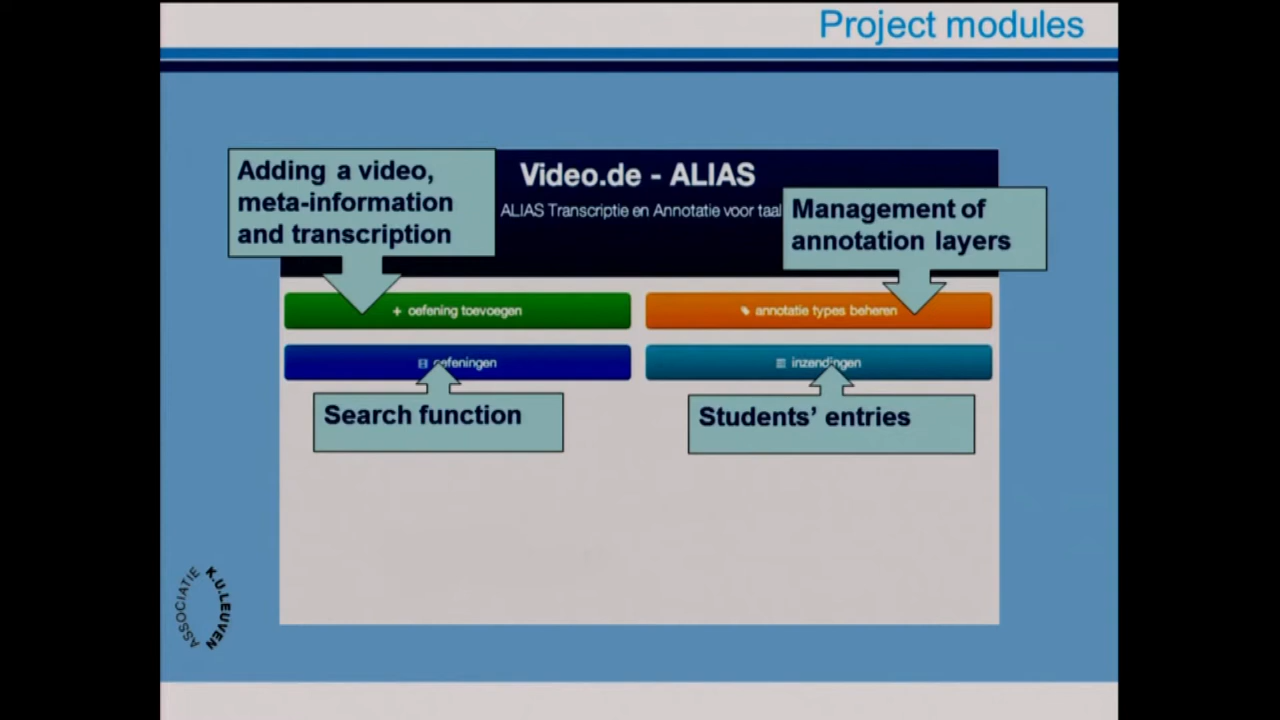 Project modules
Adding a video,
meta-information
and transcription
Video.de - ALIAS
ALIAS Transcriptie en Annotatie voor taal
Management of
annotation layers
+ oefening toevoegen
annotatie types beheren
oefeningen
inzendingen
Search function
Students’ entries
ASSOCIATIE
K.U.LEUVEN